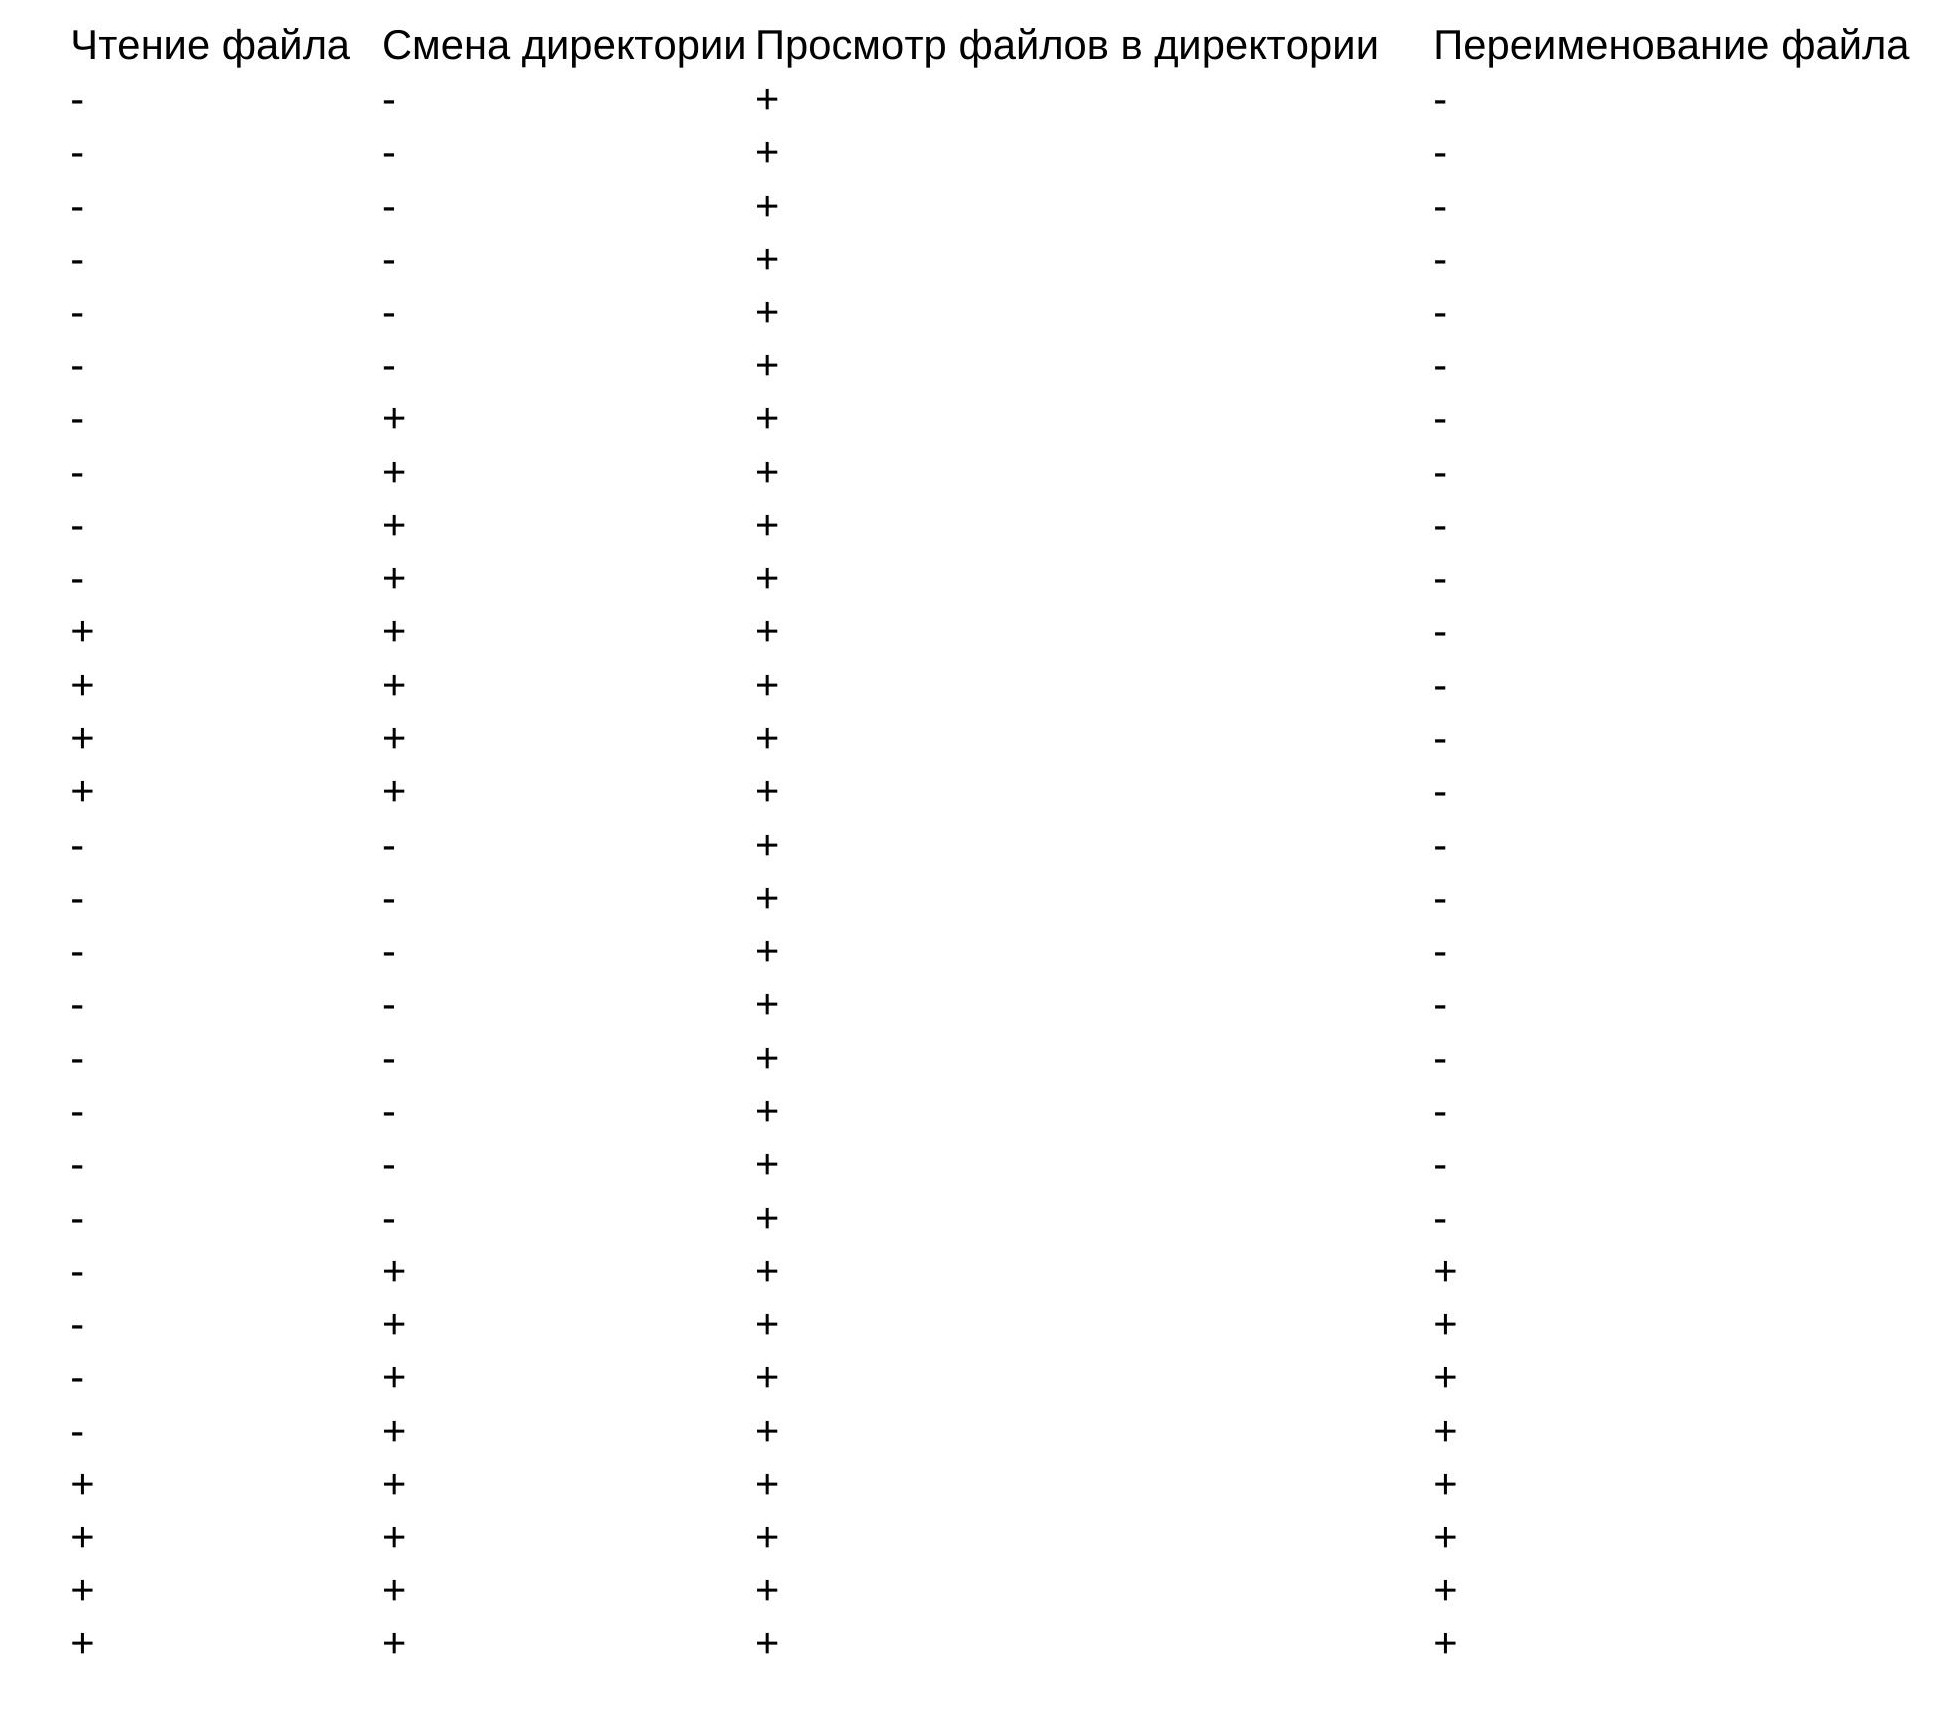 Чтение файла Смена директории Просмотр файлов в директории Переименование файла
- - + -
- - + -
- - + -
- - + -
- - + -
- - + -
- + + -
- + + -
- + + -
- + + -
+ + + -
+ + + -
+ + + -
+ + + -
- - + -
- - + -
- - + -
- - + -
- - + -
- - + -
- - + -
- - + -
- + + +
- + + +
- + + +
- + + +
+ + + +
+ + + +
+ + + +
+ + + +